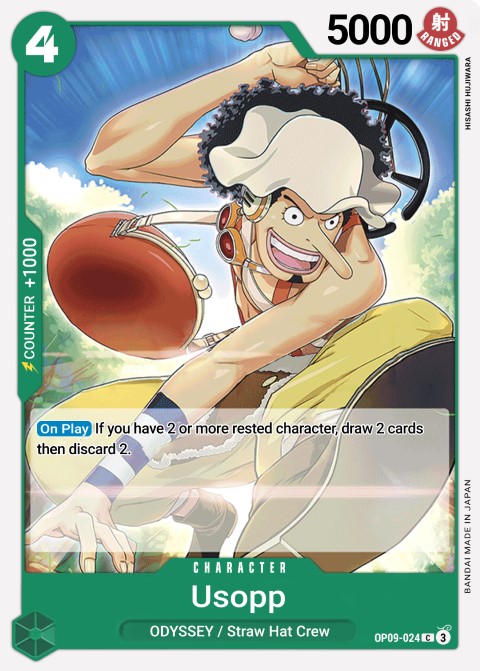 4
5000
射
RANGED
HISASHI HUJIWARA
COUNTER +1000
On Play If you have 2 or more rested character, draw 2 cards
then discard 2.
BANDAI MADE IN JAPAN
CHARACTER
Usopp
ODYSSEY / Straw Hat Crew
OP09-024 C 3